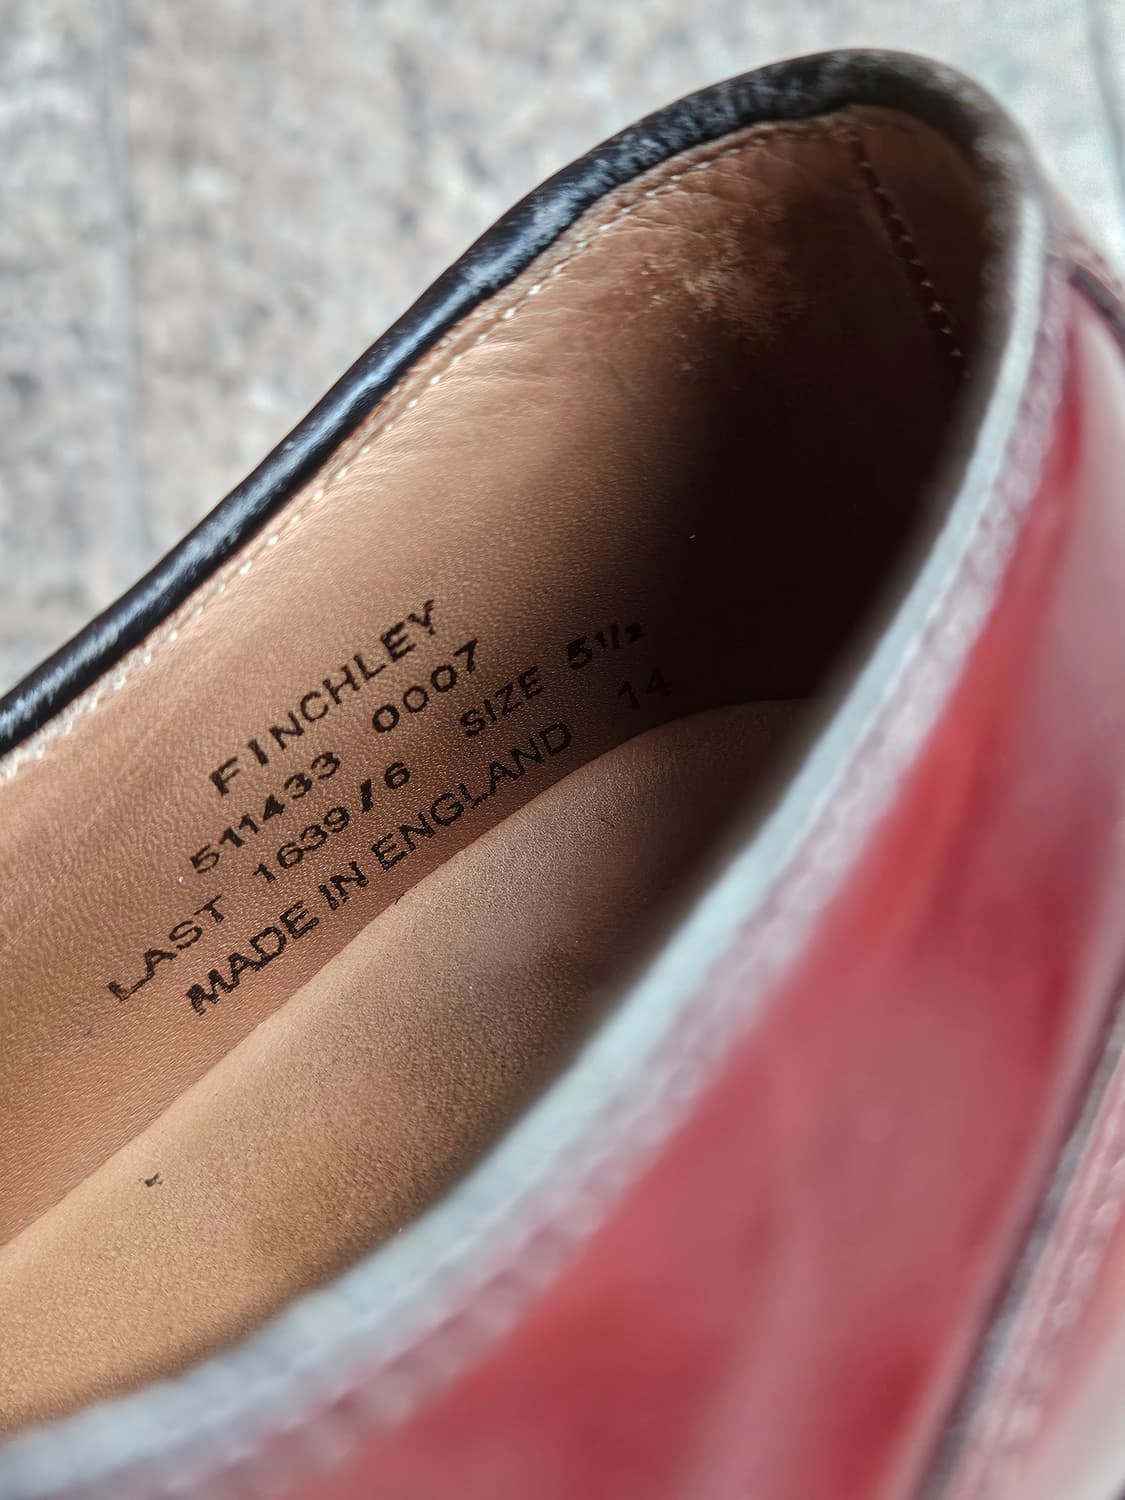 FINCHLEY
511433 0007
LAST 1639/6 SIZE 5½
MADE IN ENGLAND 14